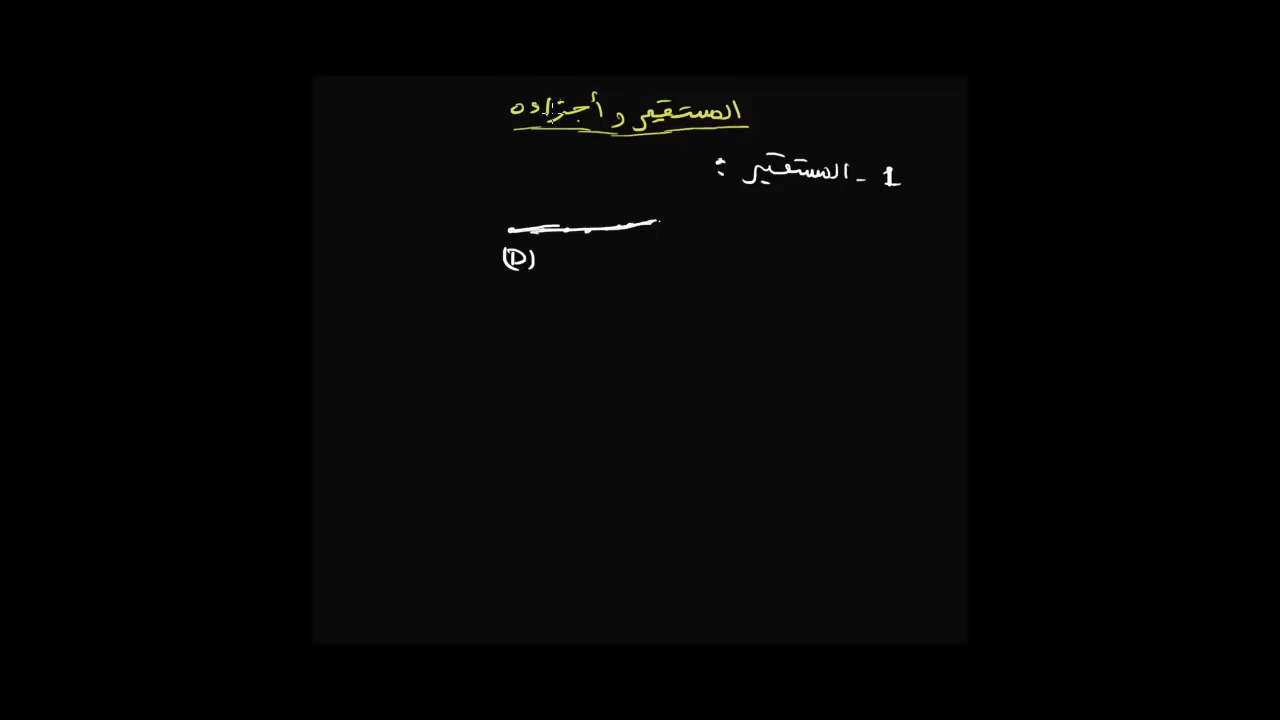 المستقيم و أجزاءه
1 - المستقيم :
(D)